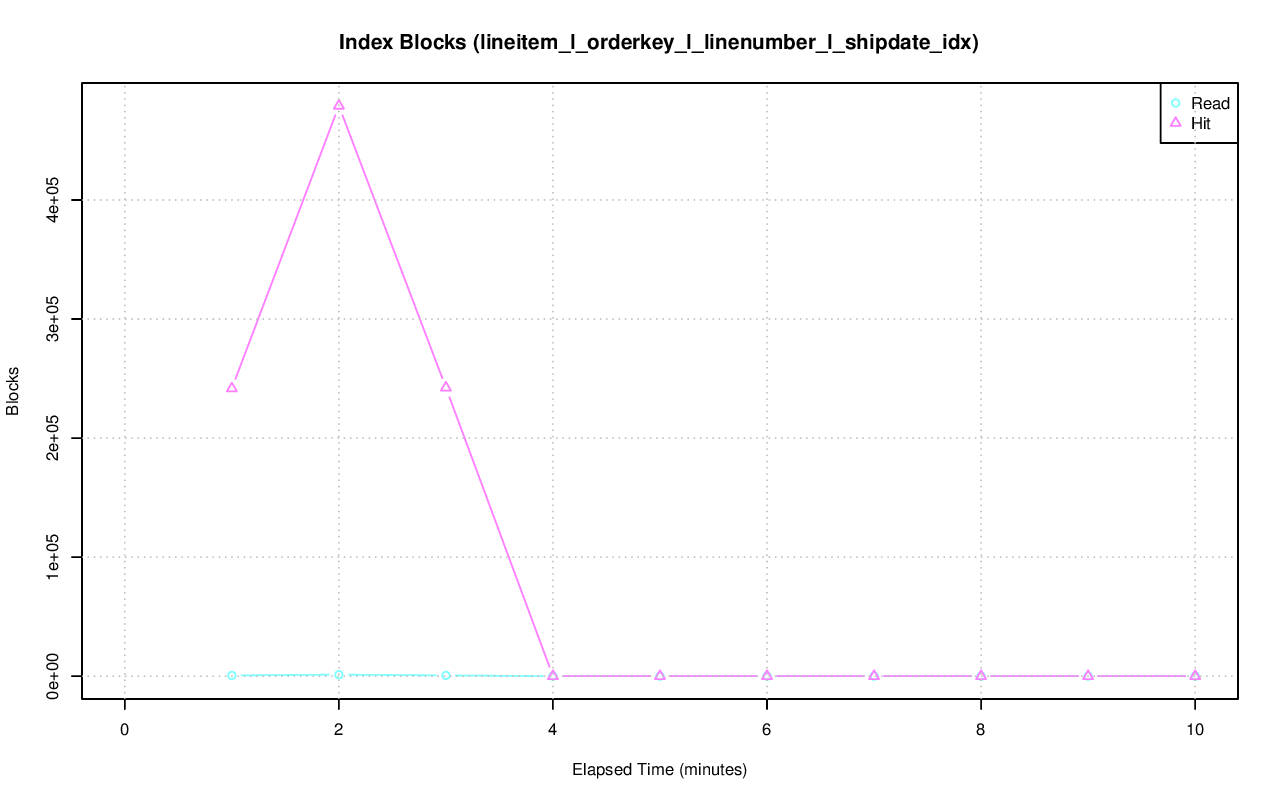 Index Blocks (lineitem_l_orderkey_l_linenumber_l_shipdate_idx)
Read
Hit
Blocks
4e+05
3e+05
2e+05
1e+05
0e+00
0 2 4 6 8 10
Elapsed Time (minutes)